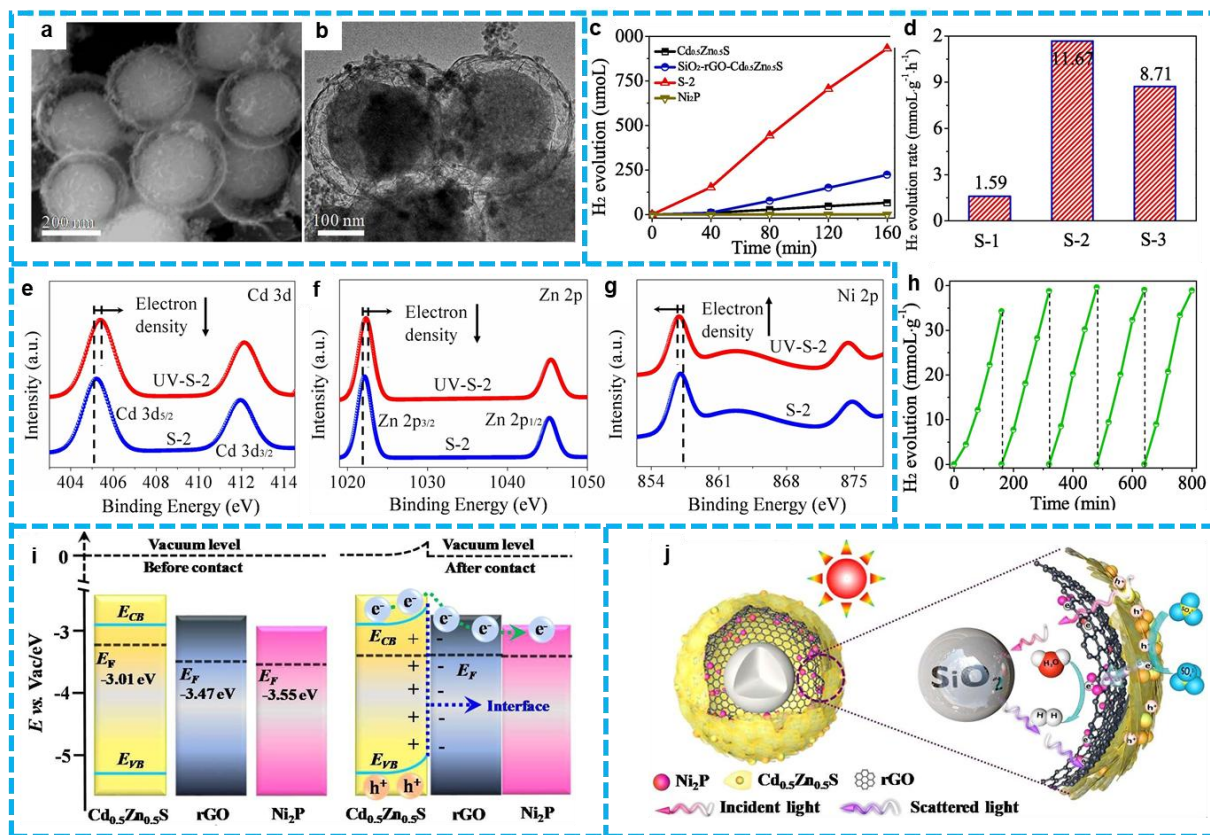 a
200 nm
b
100 nm
c
H₂ evolution (umoL)
000
750
500
250
0
Cd₀.₅Zn₀.₅S
SiO₂-rGO-Cd₀.₅Zn₀.₅S
S-2
Ni₂P
0 40 80 120 160
Time (min)
d
H₂ evolution rate (mmoL·g⁻¹·h⁻¹)
2
9
6
3
0
1.59
11.67
8.71
S-1 S-2 S-3
e
Cd 3d
Electron
density
Intensity (a.u.)
UV-S-2
Cd 3d₅/₂
S-2
Cd 3d₃/₂
404 406 408 410 412 414
Binding Energy (eV)
f
Zn 2p
Electron
density
Intensity (a.u.)
UV-S-2
Zn 2p₃/₂
Zn 2p₁/₂
S-2
1020 1030 1040 1050
Binding Energy (eV)
g
Ni 2p
Electron
density
Intensity (a.u.)
UV-S-2
S-2
854 861 868 875
Binding Energy (eV)
h
H₂ evolution (mmoL·g⁻¹)
0
30
20
10
0
0 200 400 600 800
Time (min)
i
E vs. Vac/eV
0
-3
-4
-5
Vacuum level
Before contact
E_CB
E_F
-3.01 eV
E_F
-3.47 eV
E_F
-3.55 eV
E_VB
Cd₀.₅Zn₀.₅S rGO Ni₂P
Vacuum level
After contact
e⁻ e⁻ e⁻ e⁻ e⁻
E_CB
+
+
+
+
+
-
-
-
-
-
E_F
Interface
E_VB
h⁺ h⁺
Cd₀.₅Zn₀.₅S rGO Ni₂P
j
SiO₂
H₂O
H H
Ni₂P Cd₀.₅Zn₀.₅S rGO
Incident light Scattered light